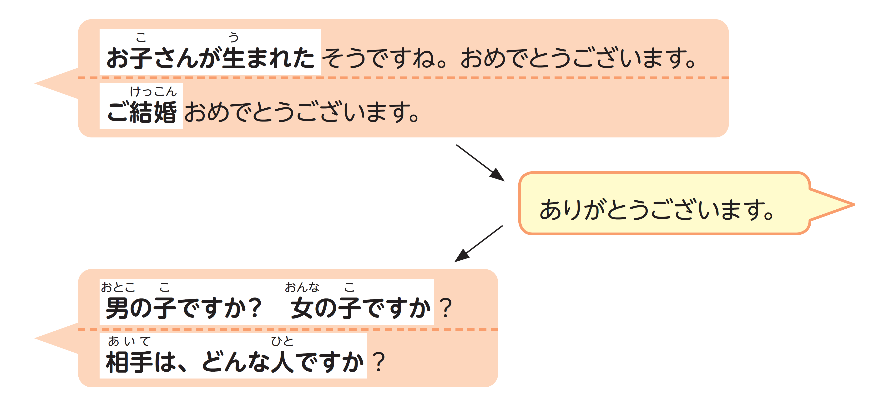 お子さんが生まれたそうですね。おめでとうございます。
ご結婚おめでとうございます。
ありがとうございます。
男の子ですか？　女の子ですか？
相手は、どんな人ですか？